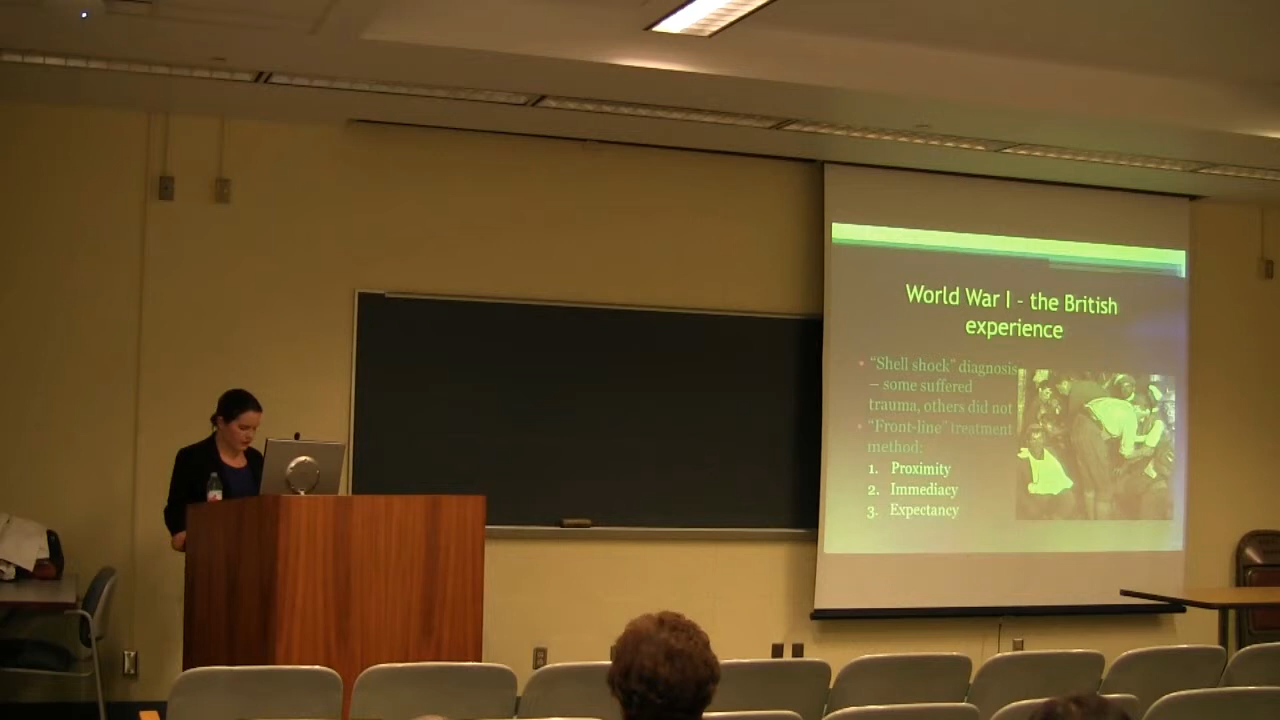 World War I – the British
experience
• “Shell shock” diagnosis
– some suffered
trauma, others did not
• “Front-line” treatment
method:
1. Proximity
2. Immediacy
3. Expectancy